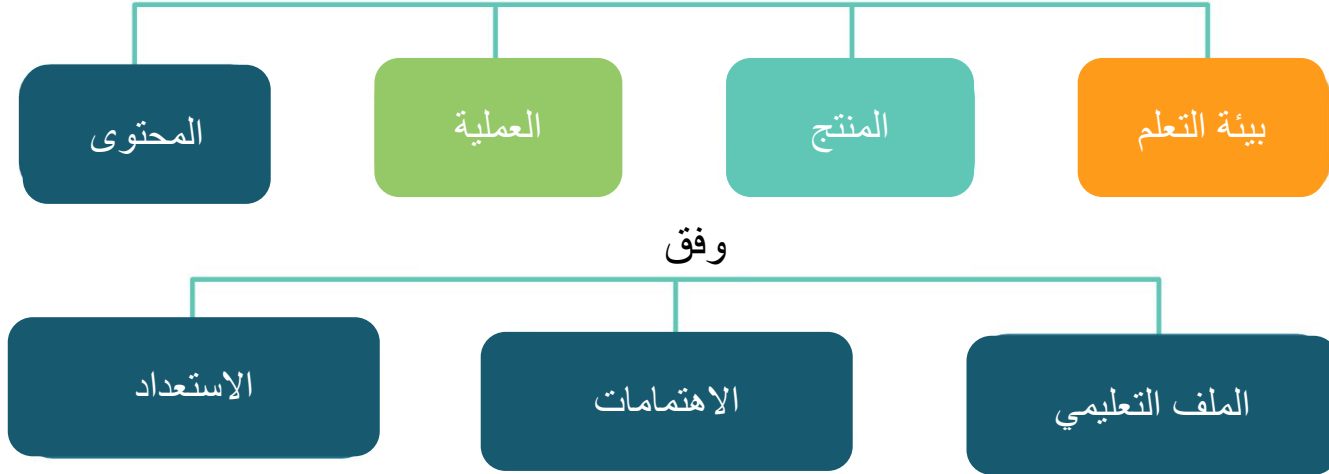 بيئة التعلم
المنتج
العملية
المحتوى
وفق
الملف التعليمي
الاهتمامات
الاستعداد